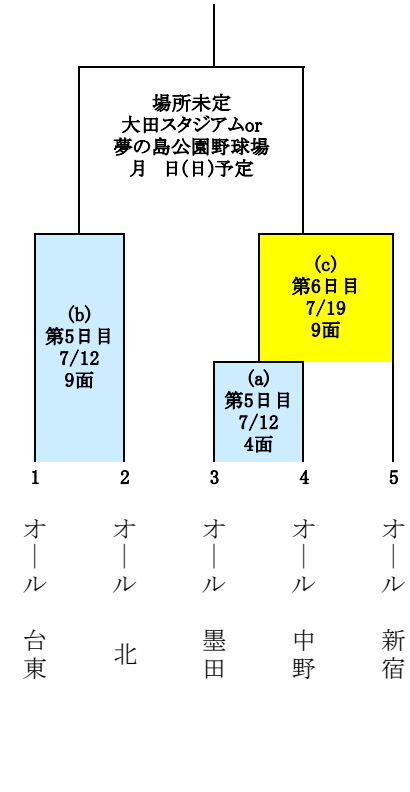 場所未定
大田スタジアムor
夢の島公園野球場
月　日(日)予定
(c)
第6日目
7/19
9面
(b)
第5日目
7/12
9面
(a)
第5日目
7/12
4面
1
2
3
4
5
オール　台東
オール　北
オール　墨田
オール　中野
オール　新宿